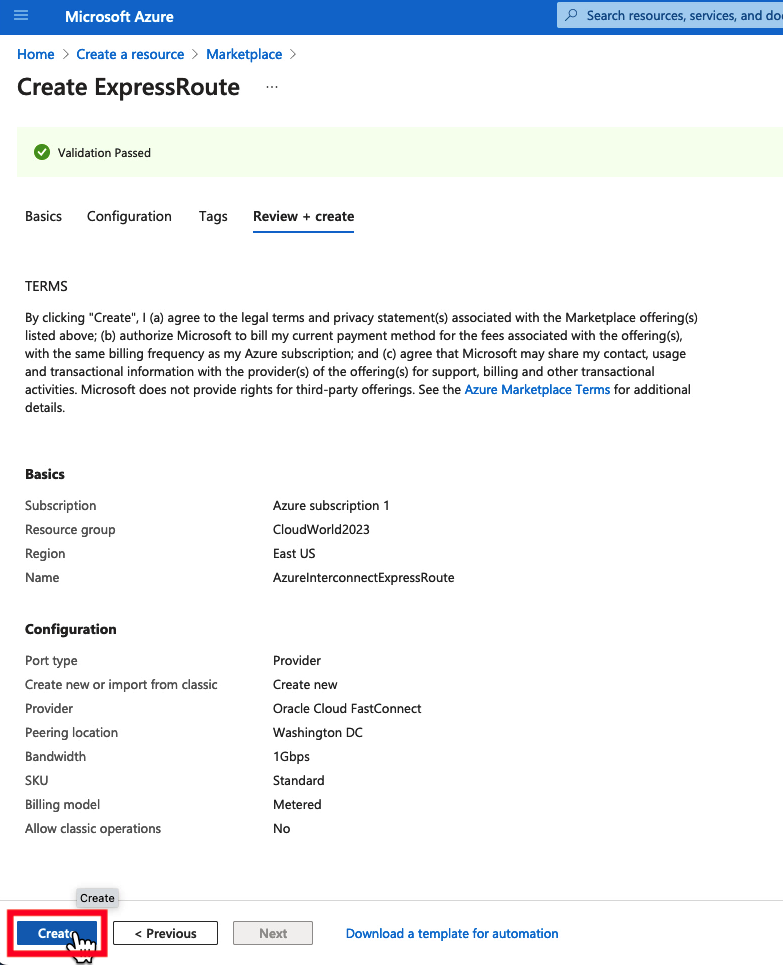 Microsoft Azure
Search resources, services, and do
Home > Create a resource > Marketplace >
Create ExpressRoute ...
Validation Passed
Basics Configuration Tags Review + create
TERMS
By clicking "Create", I (a) agree to the legal terms and privacy statement(s) associated with the Marketplace offering(s)
listed above; (b) authorize Microsoft to bill my current payment method for the fees associated with the offering(s),
with the same billing frequency as my Azure subscription; and (c) agree that Microsoft may share my contact, usage
and transactional information with the provider(s) of the offering(s) for support, billing and other transactional
activities. Microsoft does not provide rights for third-party offerings. See the Azure Marketplace Terms for additional
details.
Basics
Subscription Azure subscription 1
Resource group CloudWorld2023
Region East US
Name AzureInterconnectExpressRoute
Configuration
Port type Provider
Create new or import from classic Create new
Provider Oracle Cloud FastConnect
Peering location Washington DC
Bandwidth 1Gbps
SKU Standard
Billing model Metered
Allow classic operations No
Create
Create < Previous Next Download a template for automation